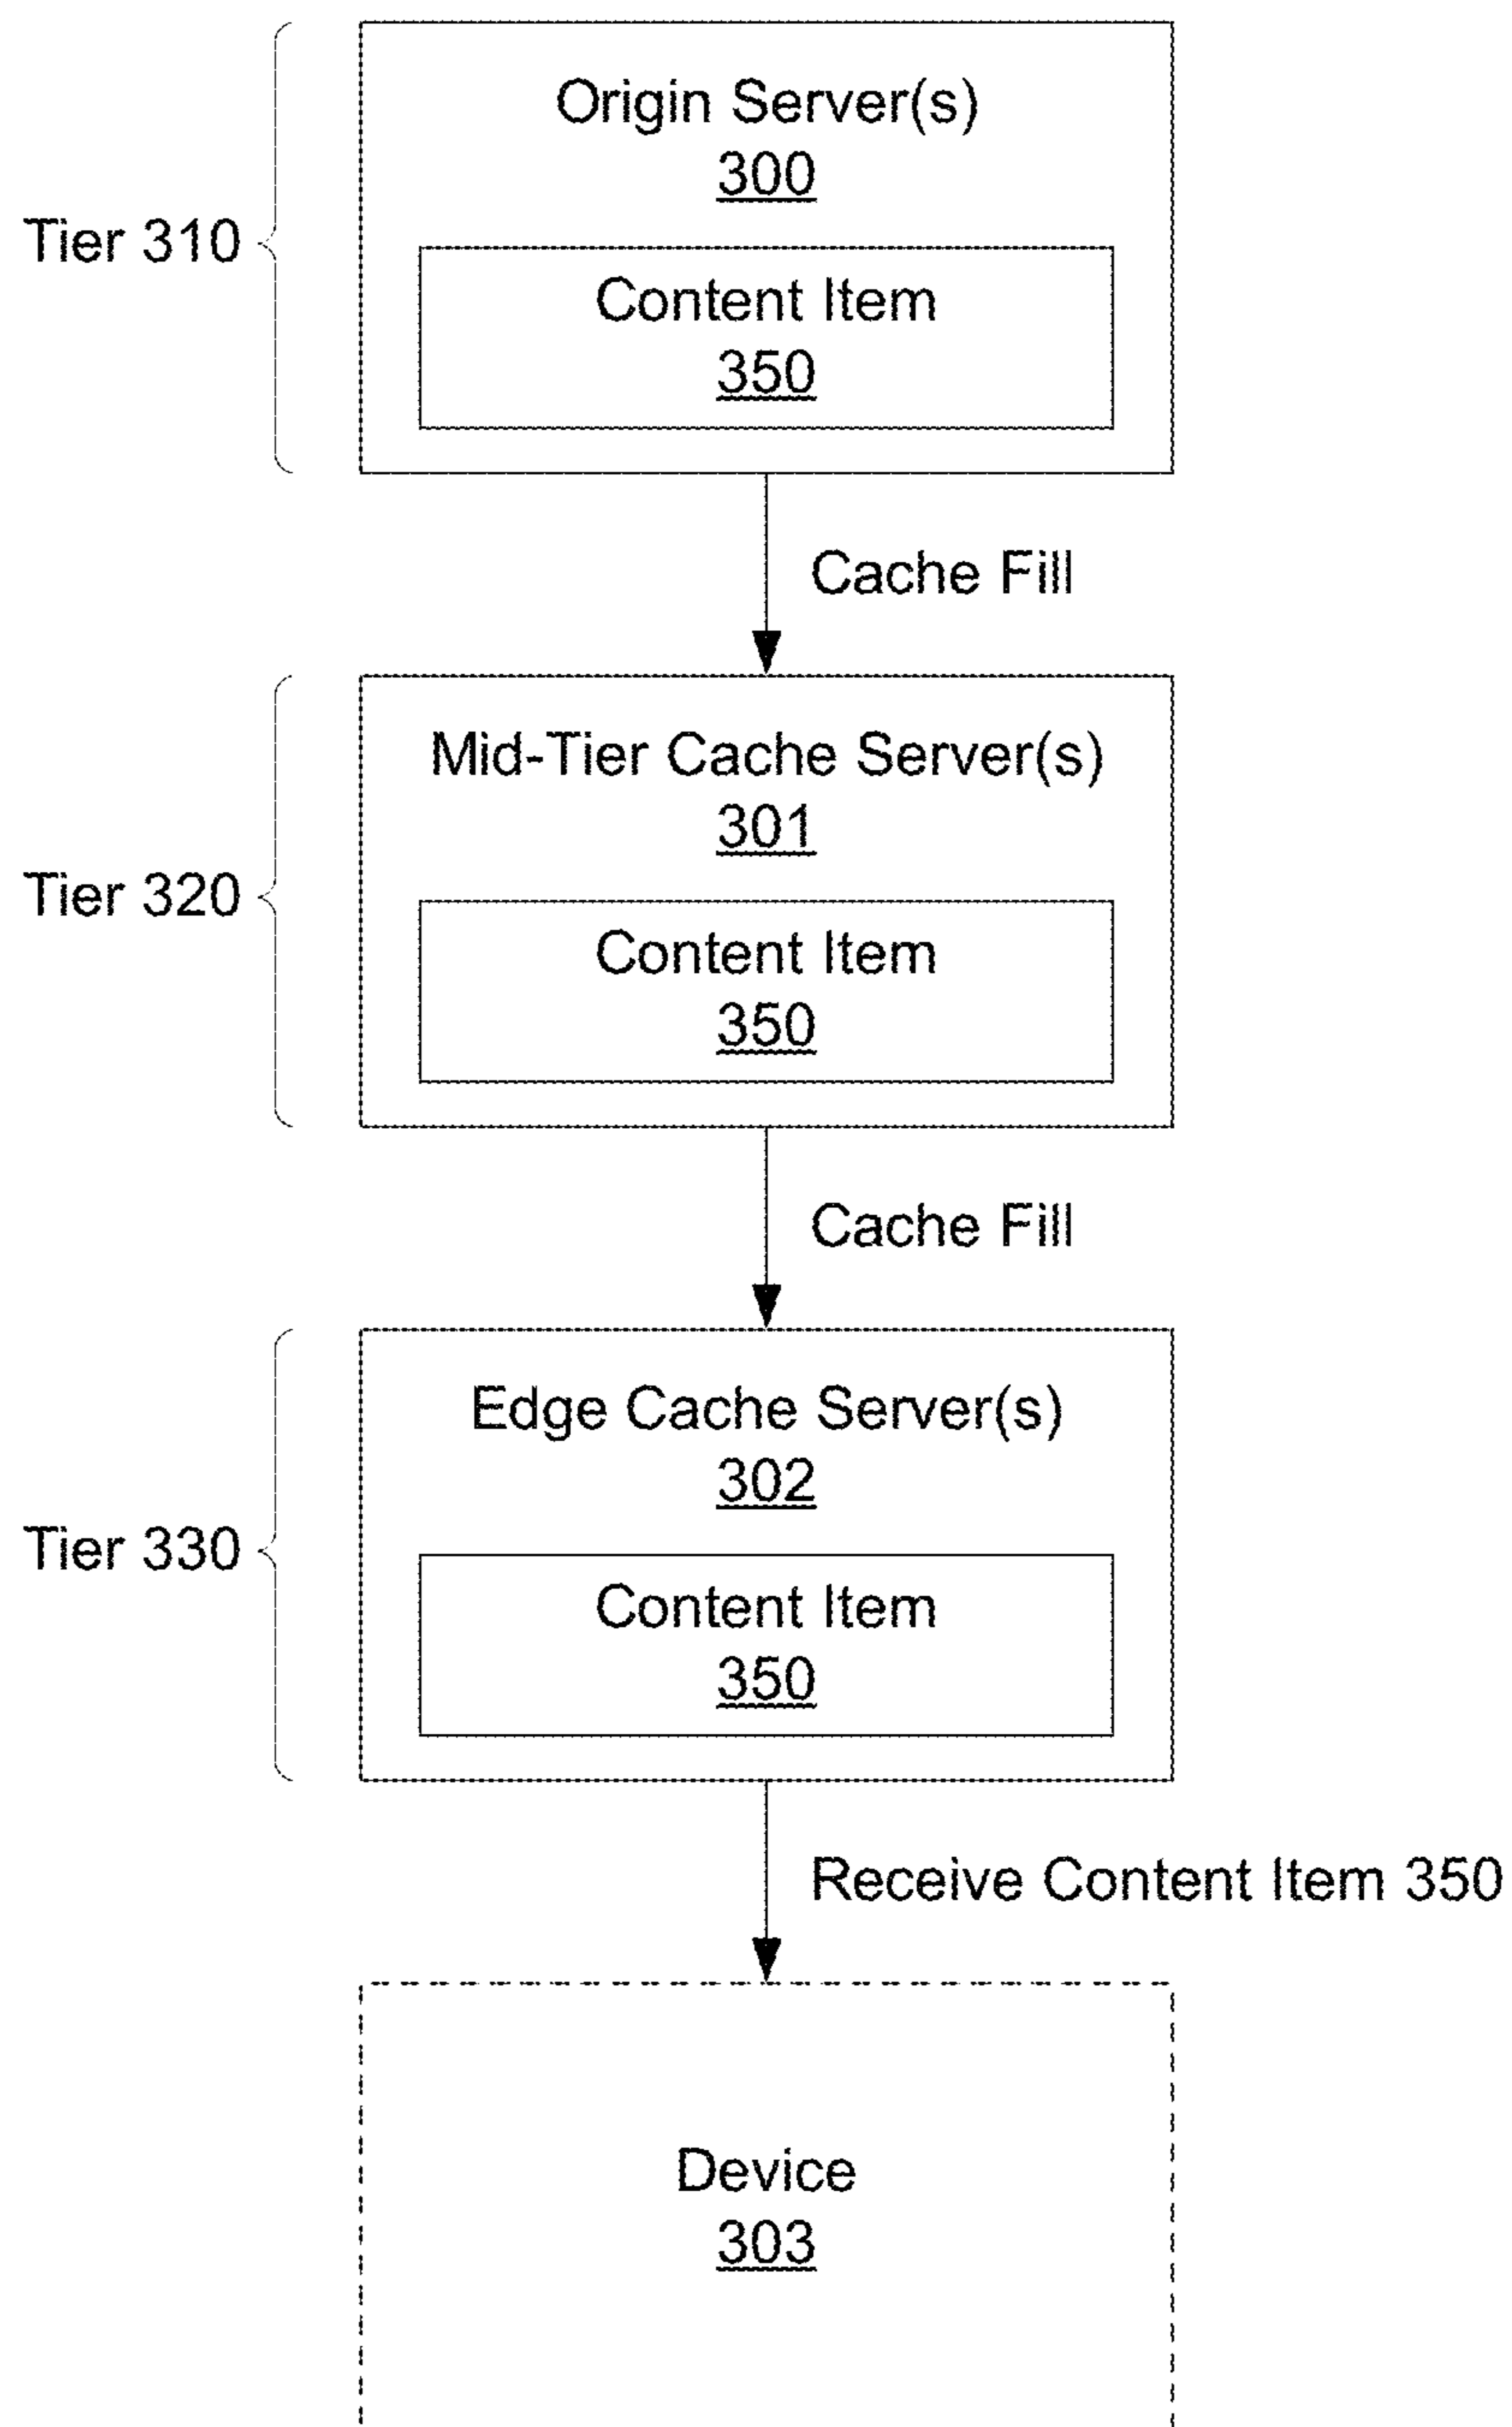 Origin Server(s)
300
Tier 310
Content Item
350
Cache Fill
Mid-Tier Cache Server(s)
301
Tier 320
Content Item
350
Cache Fill
Edge Cache Server(s)
302
Tier 330
Content Item
350
Receive Content Item 350
Device
303